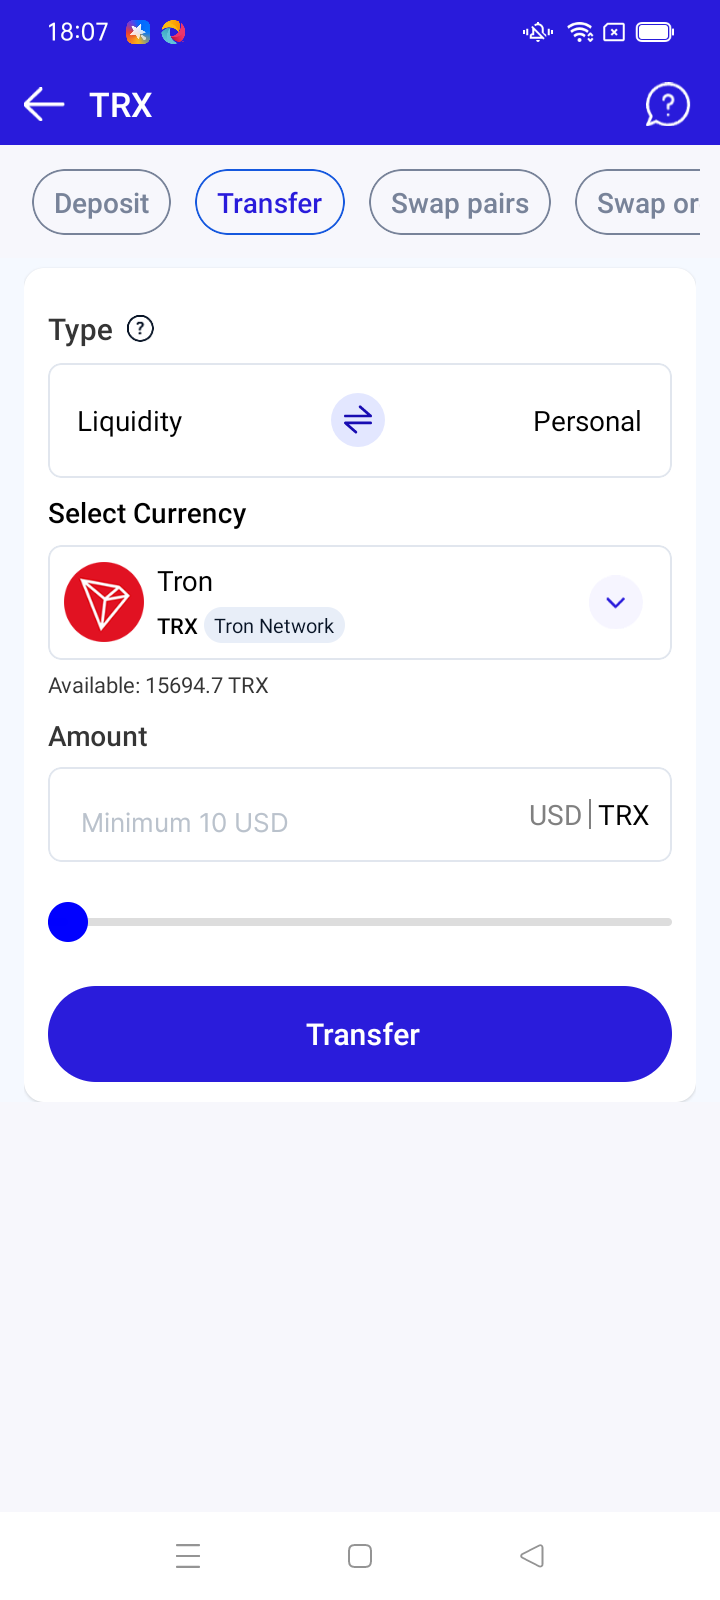 18:07
TRX
Deposit
Transfer
Swap pairs
Swap or
Type
Liquidity
Personal
Select Currency
Tron
TRX Tron Network
Available: 15694.7 TRX
Amount
Minimum 10 USD
USD|TRX
Transfer